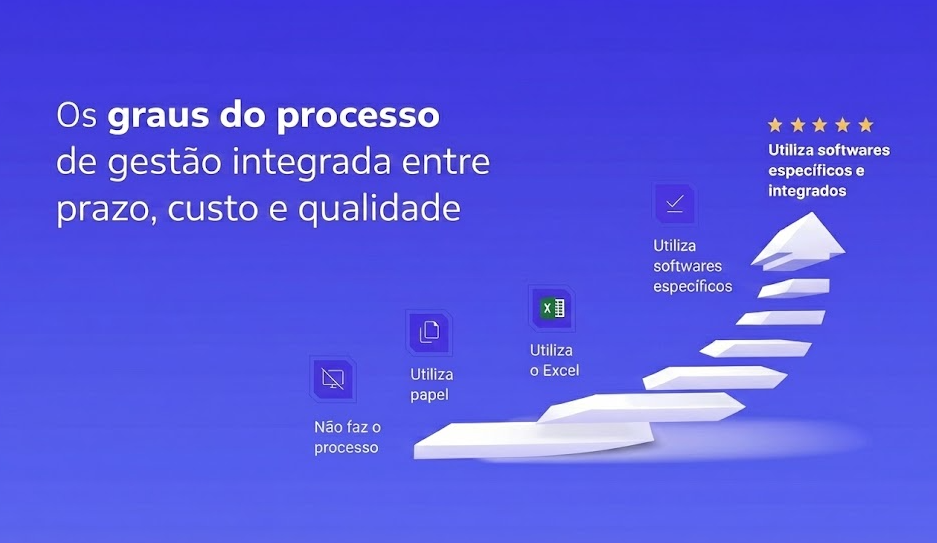 Os graus do processo
de gestão integrada entre
prazo, custo e qualidade
Utiliza softwares
específicos e
integrados
Utiliza
softwares
específicos
X
Utiliza
o Excel
Utiliza
papel
Não faz o
processo